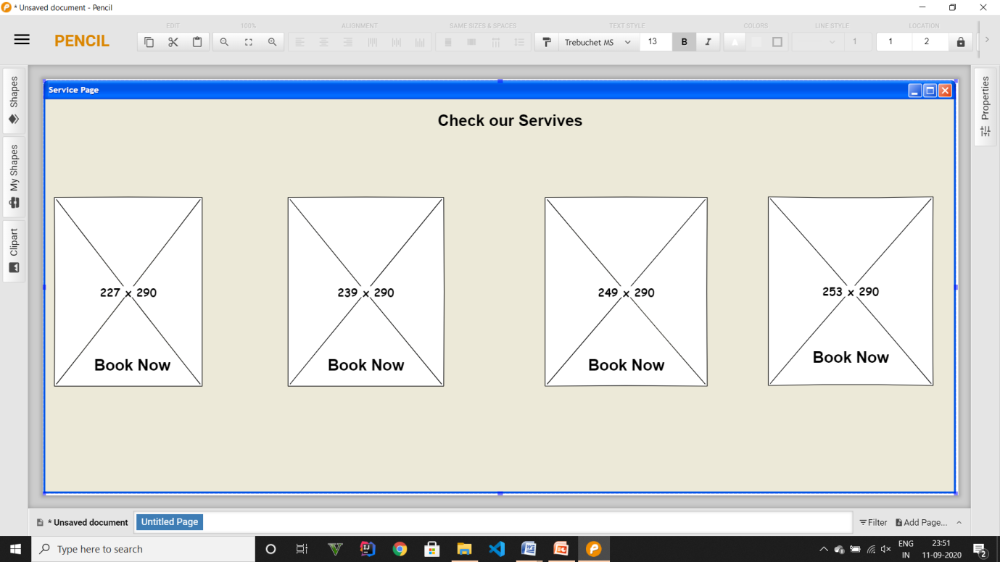 * Unsaved document - Pencil
EDIT 100% ALIGNMENT SAME SIZES & SPACES TEXT STYLE COLORS LINE STYLE LOCATION
PENCIL Trebuchet MS 13 B I 1 1 2
Shapes
My Shapes
Clipart
Properties
Service Page
Check our Servives
227 x 290 239 x 290 249 x 290 253 x 290
Book Now Book Now Book Now Book Now
* Unsaved document Untitled Page Filter Add Page...
Type here to search
ENG 23:51
IN 11-09-2020 2